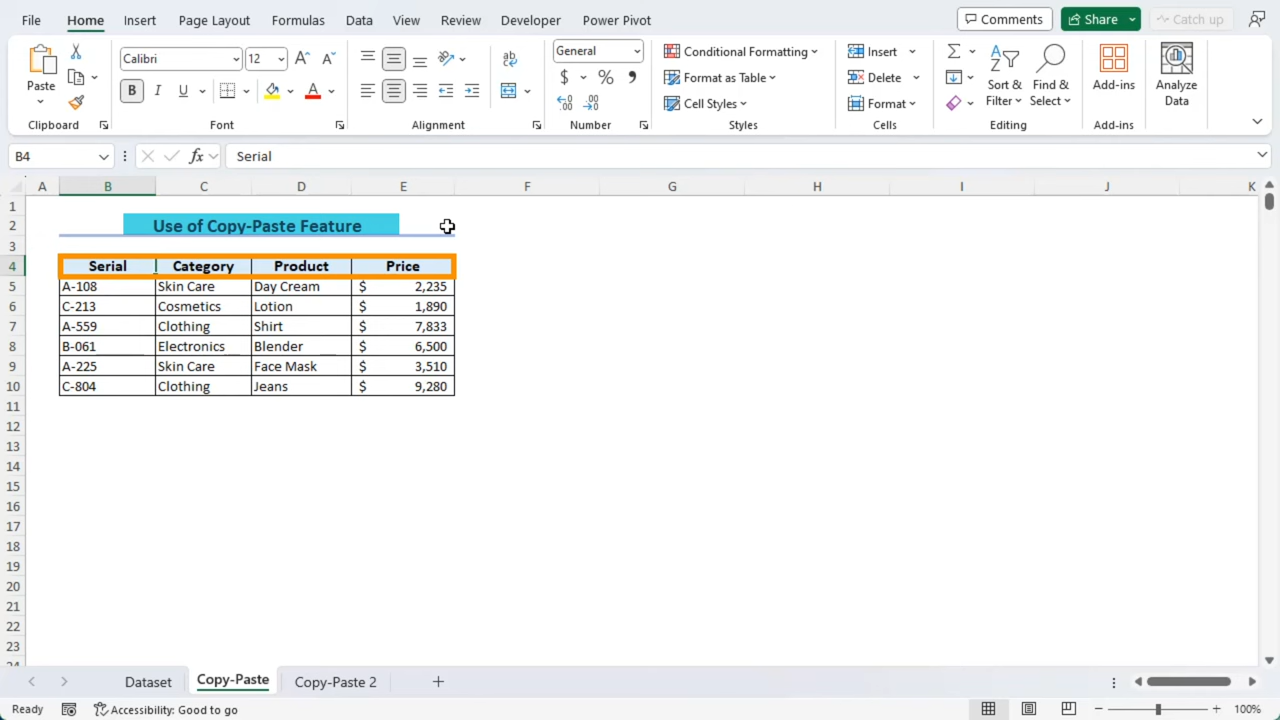 File Home Insert Page Layout Formulas Data View Review Developer Power Pivot Comments Share Catch up
Paste Calibri 12 General Conditional Formatting Insert Sort & Filter Find & Select Add-ins Analyze Data
B I U $ % Format as Table Delete
Cell Styles Format
Clipboard Font Alignment Number Styles Cells Editing Add-ins
B4 fx Serial
A B C D E F G H I J K
1
2 Use of Copy-Paste Feature
3
4 Serial Category Product Price
5 A-108 Skin Care Day Cream $ 2,235
6 C-213 Cosmetics Lotion $ 1,890
7 A-559 Clothing Shirt $ 7,833
8 B-061 Electronics Blender $ 6,500
9 A-225 Skin Care Face Mask $ 3,510
10 C-804 Clothing Jeans $ 9,280
11
12
13
14
15
16
17
18
19
20
21
22
23
24
Dataset Copy-Paste Copy-Paste 2
Ready Accessibility: Good to go 100%